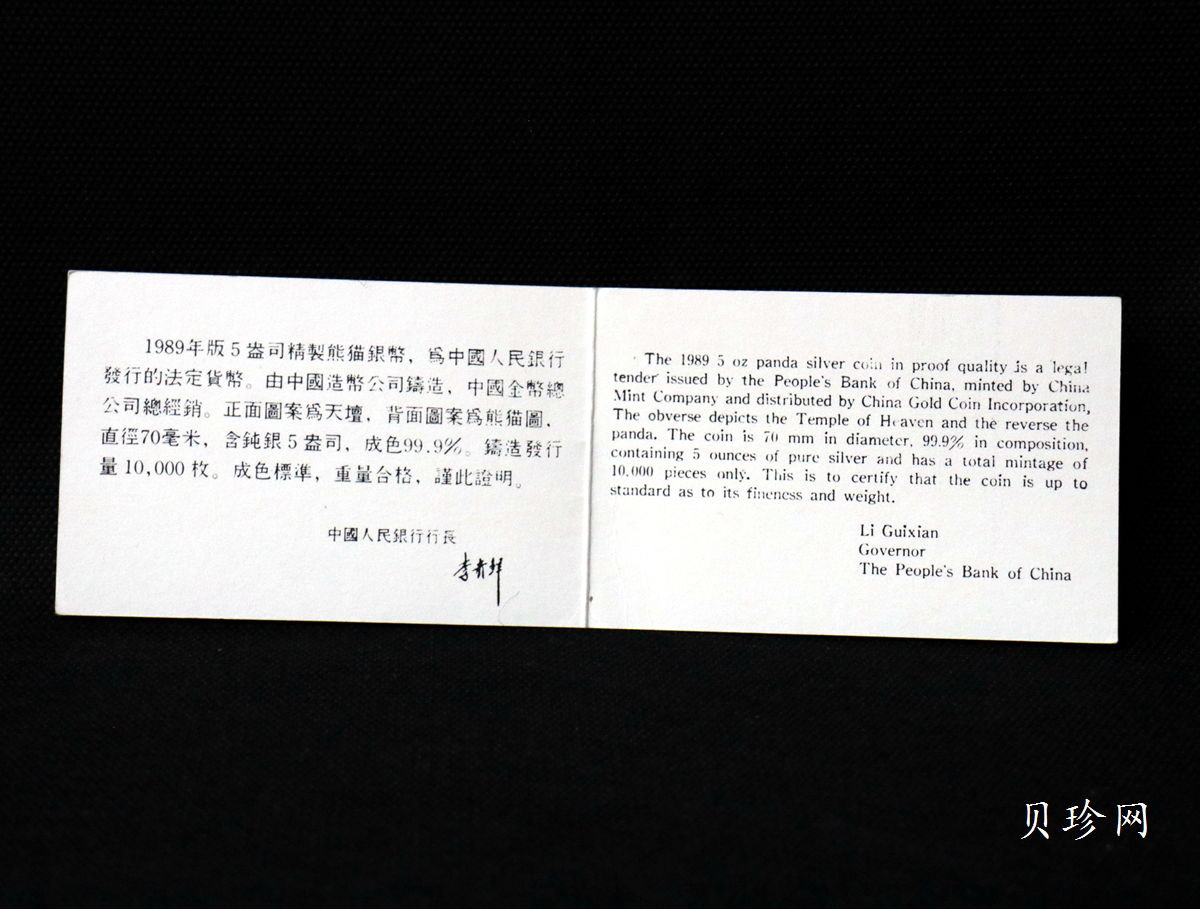 1989年版5盎司精製熊猫銀幣，爲中國人民銀行
發行的法定貨幣。由中國造幣公司鑄造，中國金幣總
公司總經銷。正面圖案爲天壇，背面圖案爲熊猫圖，
直徑70毫米，含純銀5盎司，成色99.9%。鑄造發行
量10,000枚。成色標準，重量合格，謹此證明。
中國人民銀行行長
李貴鮮
The 1989 5 oz panda silver coin in proof quality is a legal
tender issued by the People's Bank of China, minted by China
Mint Company and distributed by China Gold Coin Incorporation,
The obverse depicts the Temple of Heaven and the reverse the
panda. The coin is 70 mm in diameter, 99.9% in composition,
containing 5 ounces of pure silver and has a total mintage of
10,000 pieces only. This is to certify that the coin is up to
standard as to its fineness and weight.
Li Guixian
Governor
The People's Bank of China
贝珍网